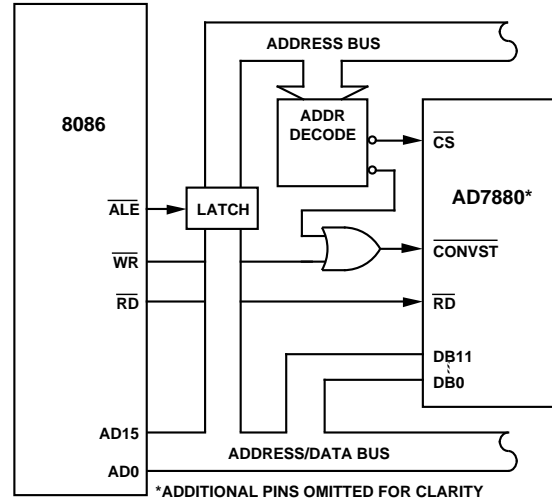 ADDRESS BUS
8086
ADDR
DECODE
CS
AD7880*
ALE
LATCH
WR
CONVST
RD
RD
DB11
DB0
AD15
ADDRESS/DATA BUS
AD0
*ADDITIONAL PINS OMITTED FOR CLARITY